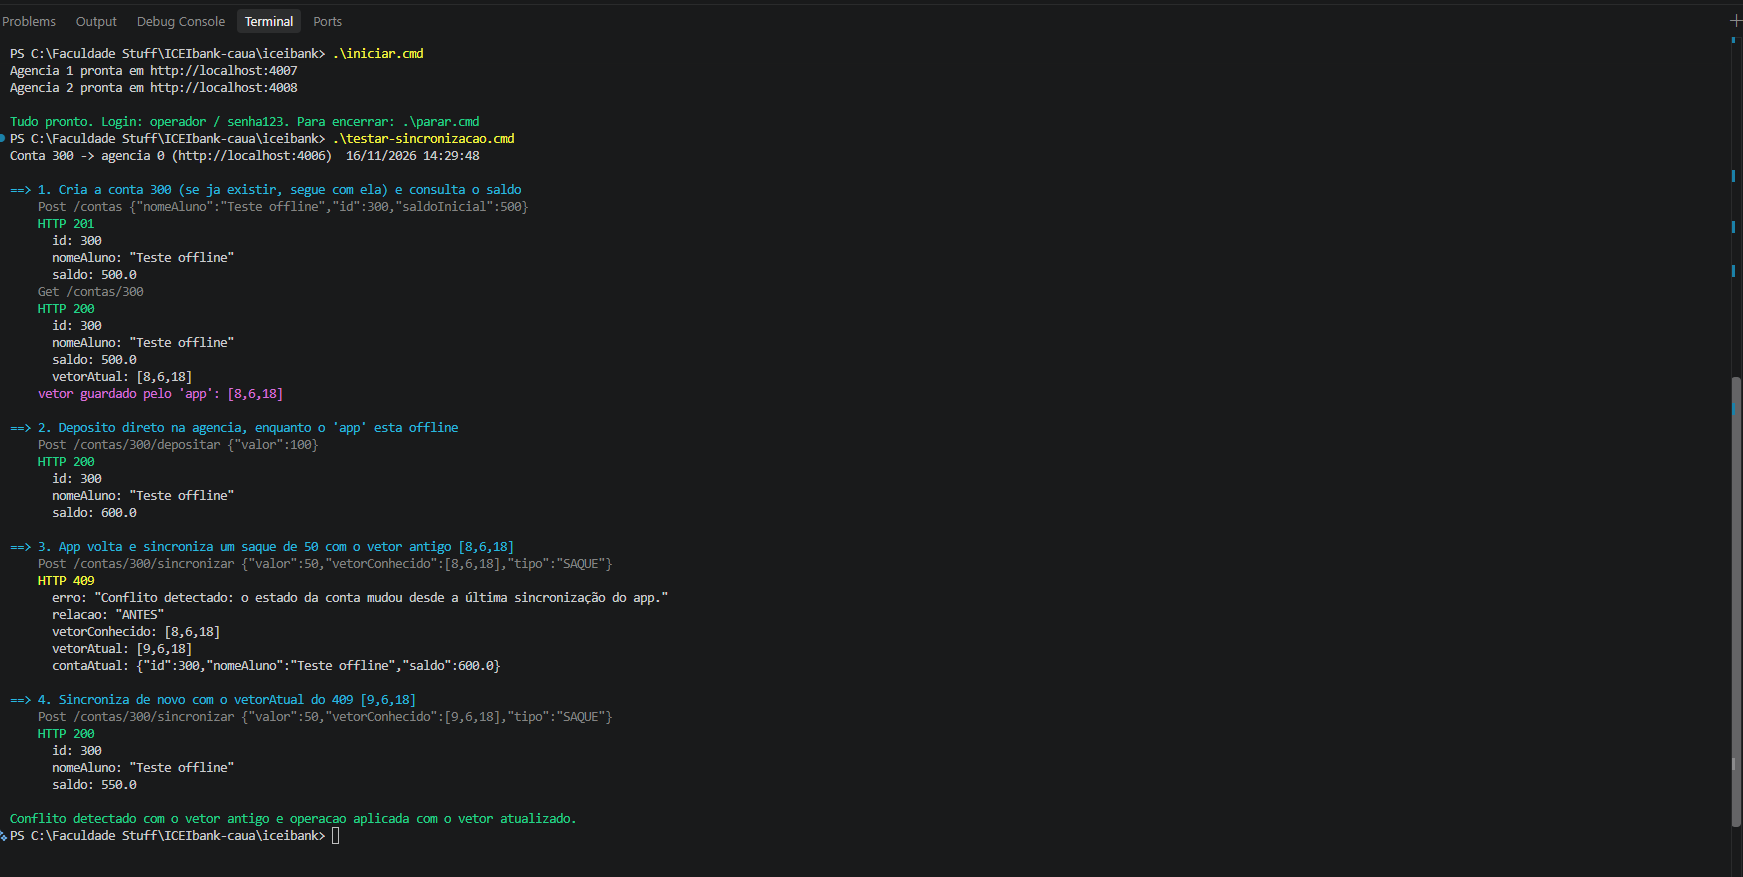 Problems Output Debug Console Terminal Ports
PS C:\Faculdade Stuff\ICEIbank-caua\iceibank> .\iniciar.cmd
Agencia 1 pronta em http://localhost:4007
Agencia 2 pronta em http://localhost:4008
Tudo pronto. Login: operador / senha123. Para encerrar: .\parar.cmd
PS C:\Faculdade Stuff\ICEIbank-caua\iceibank> .\testar-sincronizacao.cmd
Conta 300 -> agencia 0 (http://localhost:4006)  16/11/2026 14:29:48
==> 1. Cria a conta 300 (se ja existir, segue com ela) e consulta o saldo
Post /contas {"nomeAluno":"Teste offline","id":300,"saldoInicial":500}
HTTP 201
id: 300
nomeAluno: "Teste offline"
saldo: 500.0
Get /contas/300
HTTP 200
id: 300
nomeAluno: "Teste offline"
saldo: 500.0
vetorAtual: [8,6,18]
vetor guardado pelo 'app': [8,6,18]
==> 2. Deposito direto na agencia, enquanto o 'app' esta offline
Post /contas/300/depositar {"valor":100}
HTTP 200
id: 300
nomeAluno: "Teste offline"
saldo: 600.0
==> 3. App volta e sincroniza um saque de 50 com o vetor antigo [8,6,18]
Post /contas/300/sincronizar {"valor":50,"vetorConhecido":[8,6,18],"tipo":"SAQUE"}
HTTP 409
erro: "Conflito detectado: o estado da conta mudou desde a última sincronização do app."
relacao: "ANTES"
vetorConhecido: [8,6,18]
vetorAtual: [9,6,18]
contaAtual: {"id":300,"nomeAluno":"Teste offline","saldo":600.0}
==> 4. Sincroniza de novo com o vetorAtual do 409 [9,6,18]
Post /contas/300/sincronizar {"valor":50,"vetorConhecido":[9,6,18],"tipo":"SAQUE"}
HTTP 200
id: 300
nomeAluno: "Teste offline"
saldo: 550.0
Conflito detectado com o vetor antigo e operacao aplicada com o vetor atualizado.
PS C:\Faculdade Stuff\ICEIbank-caua\iceibank>